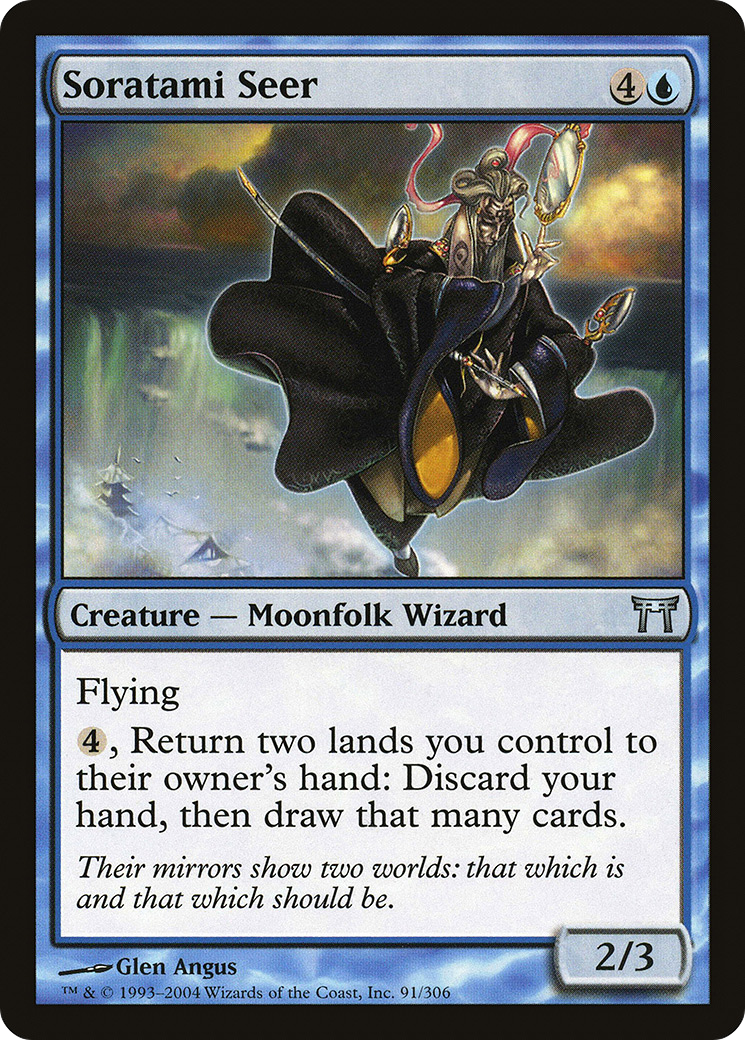 Soratami Seer 4
Creature — Moonfolk Wizard
Flying
4, Return two lands you control to
their owner's hand: Discard your
hand, then draw that many cards.
Their mirrors show two worlds: that which is
and that which should be.
2/3
Glen Angus
™ & © 1993–2004 Wizards of the Coast, Inc. 91/306